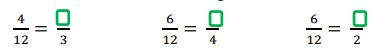 4/12 = □/3    6/12 = □/4    6/12 = □/2